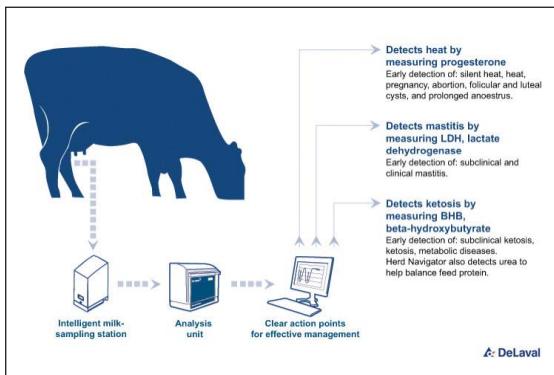 Detects heat by
measuring progesterone
Early detection of: silent heat, heat,
pregnancy, abortion, folicular and luteal
cysts, and prolonged anoestrus.
Detects mastitis by
measuring LDH, lactate
dehydrogenase
Early detection of: subclinical and
clinical mastitis.
Detects ketosis by
measuring BHB,
beta-hydroxybutyrate
Early detection of: subclinical ketosis,
ketosis, metabolic diseases.
Herd Navigator also detects urea to
help balance feed protein.
Intelligent milk-
sampling station
Analysis
unit
Clear action points
for effective management
DeLaval